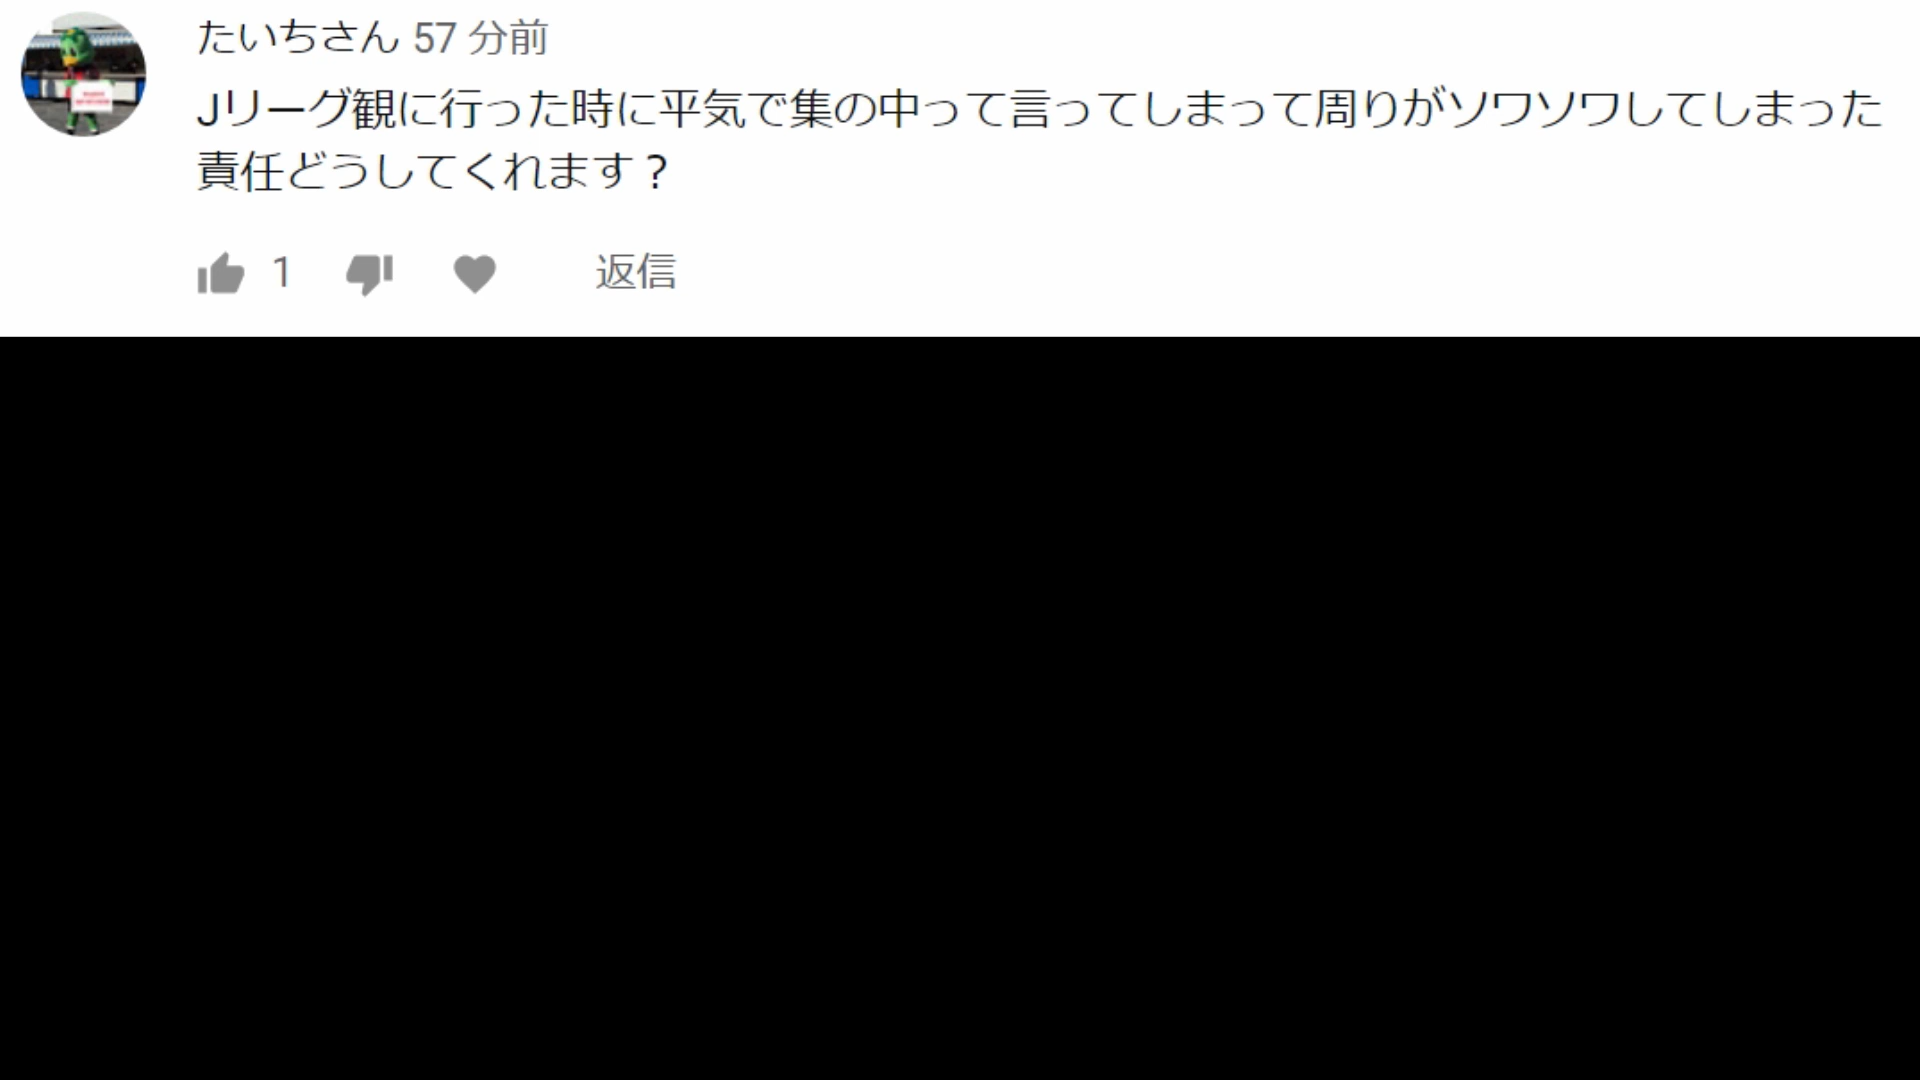 たいちさん 57 分前
Jリーグ観に行った時に平気で集の中って言ってしまって周りがソワソワしてしまった
責任どうしてくれます？
1 返信